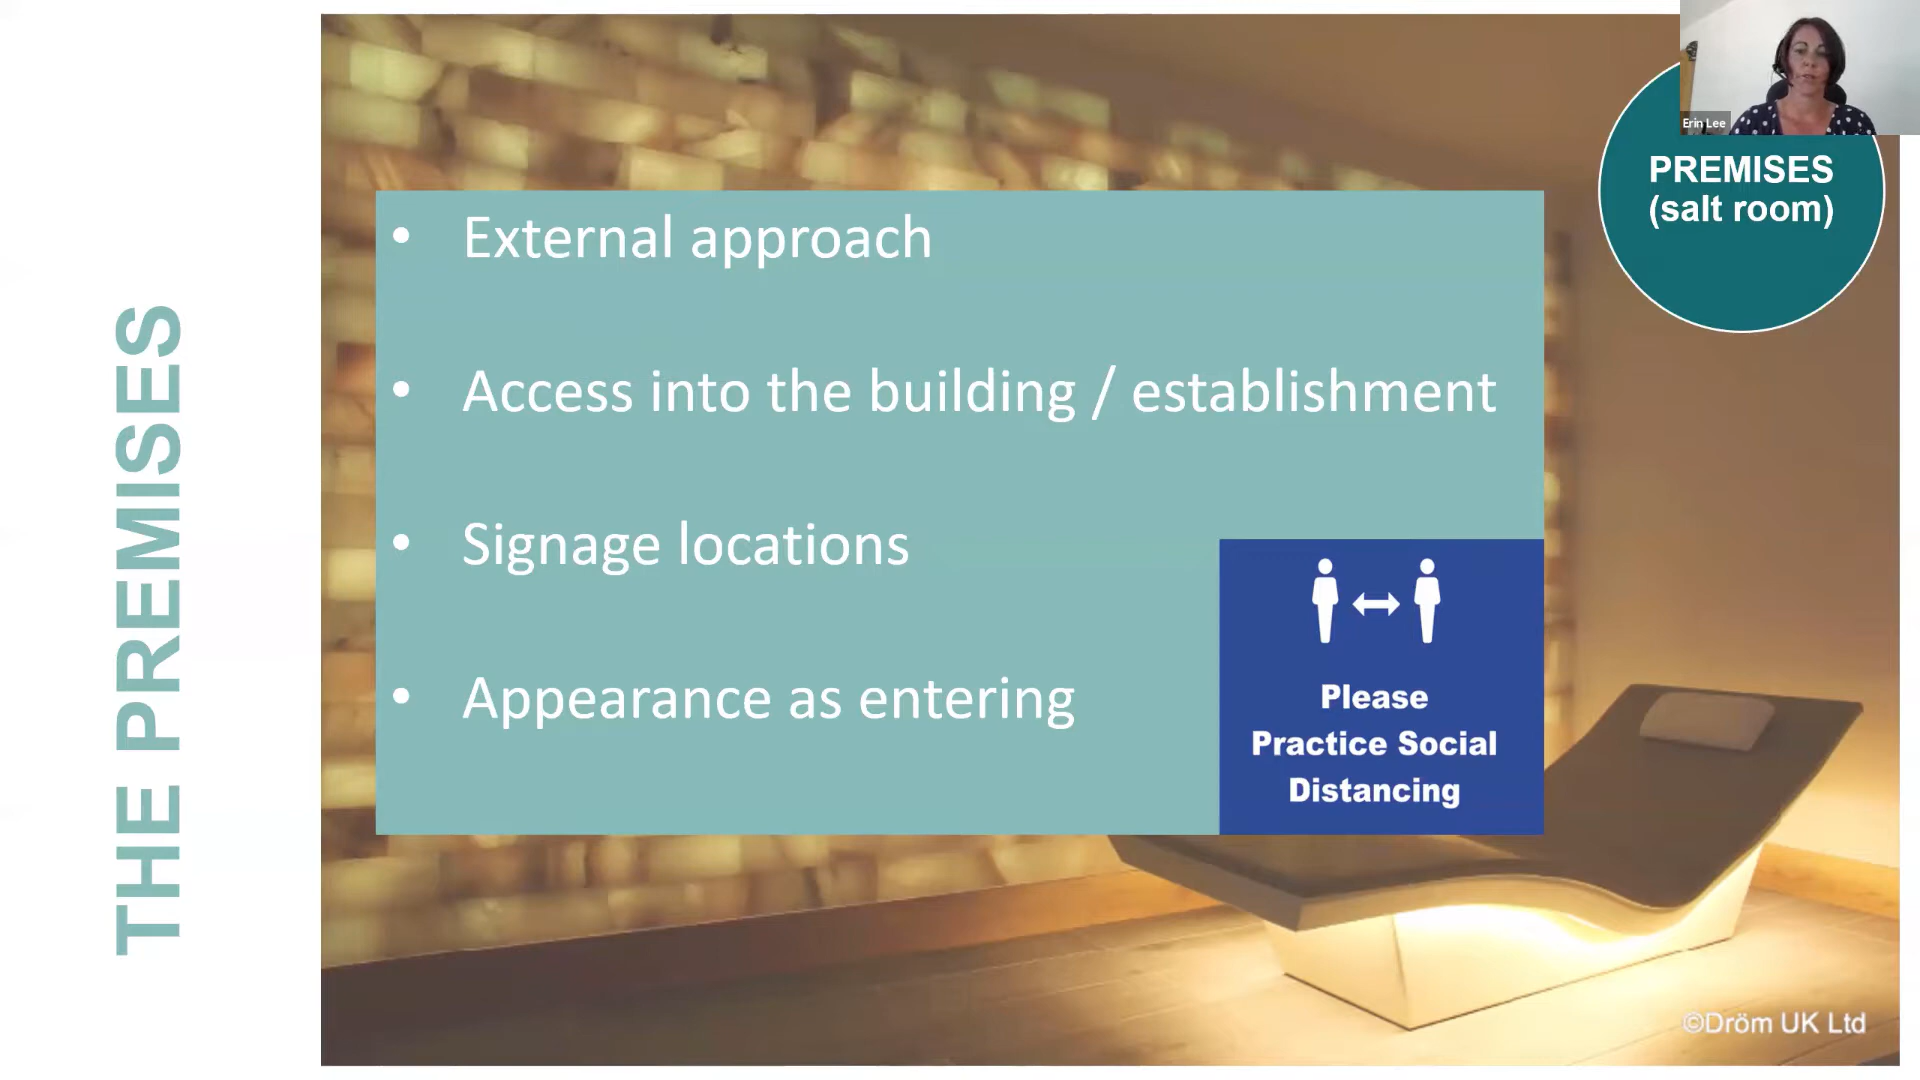 THE PREMISES
• External approach
• Access into the building / establishment
• Signage locations
• Appearance as entering
Please
Practice Social
Distancing
Erin Lee
PREMISES
(salt room)
©Dröm UK Ltd